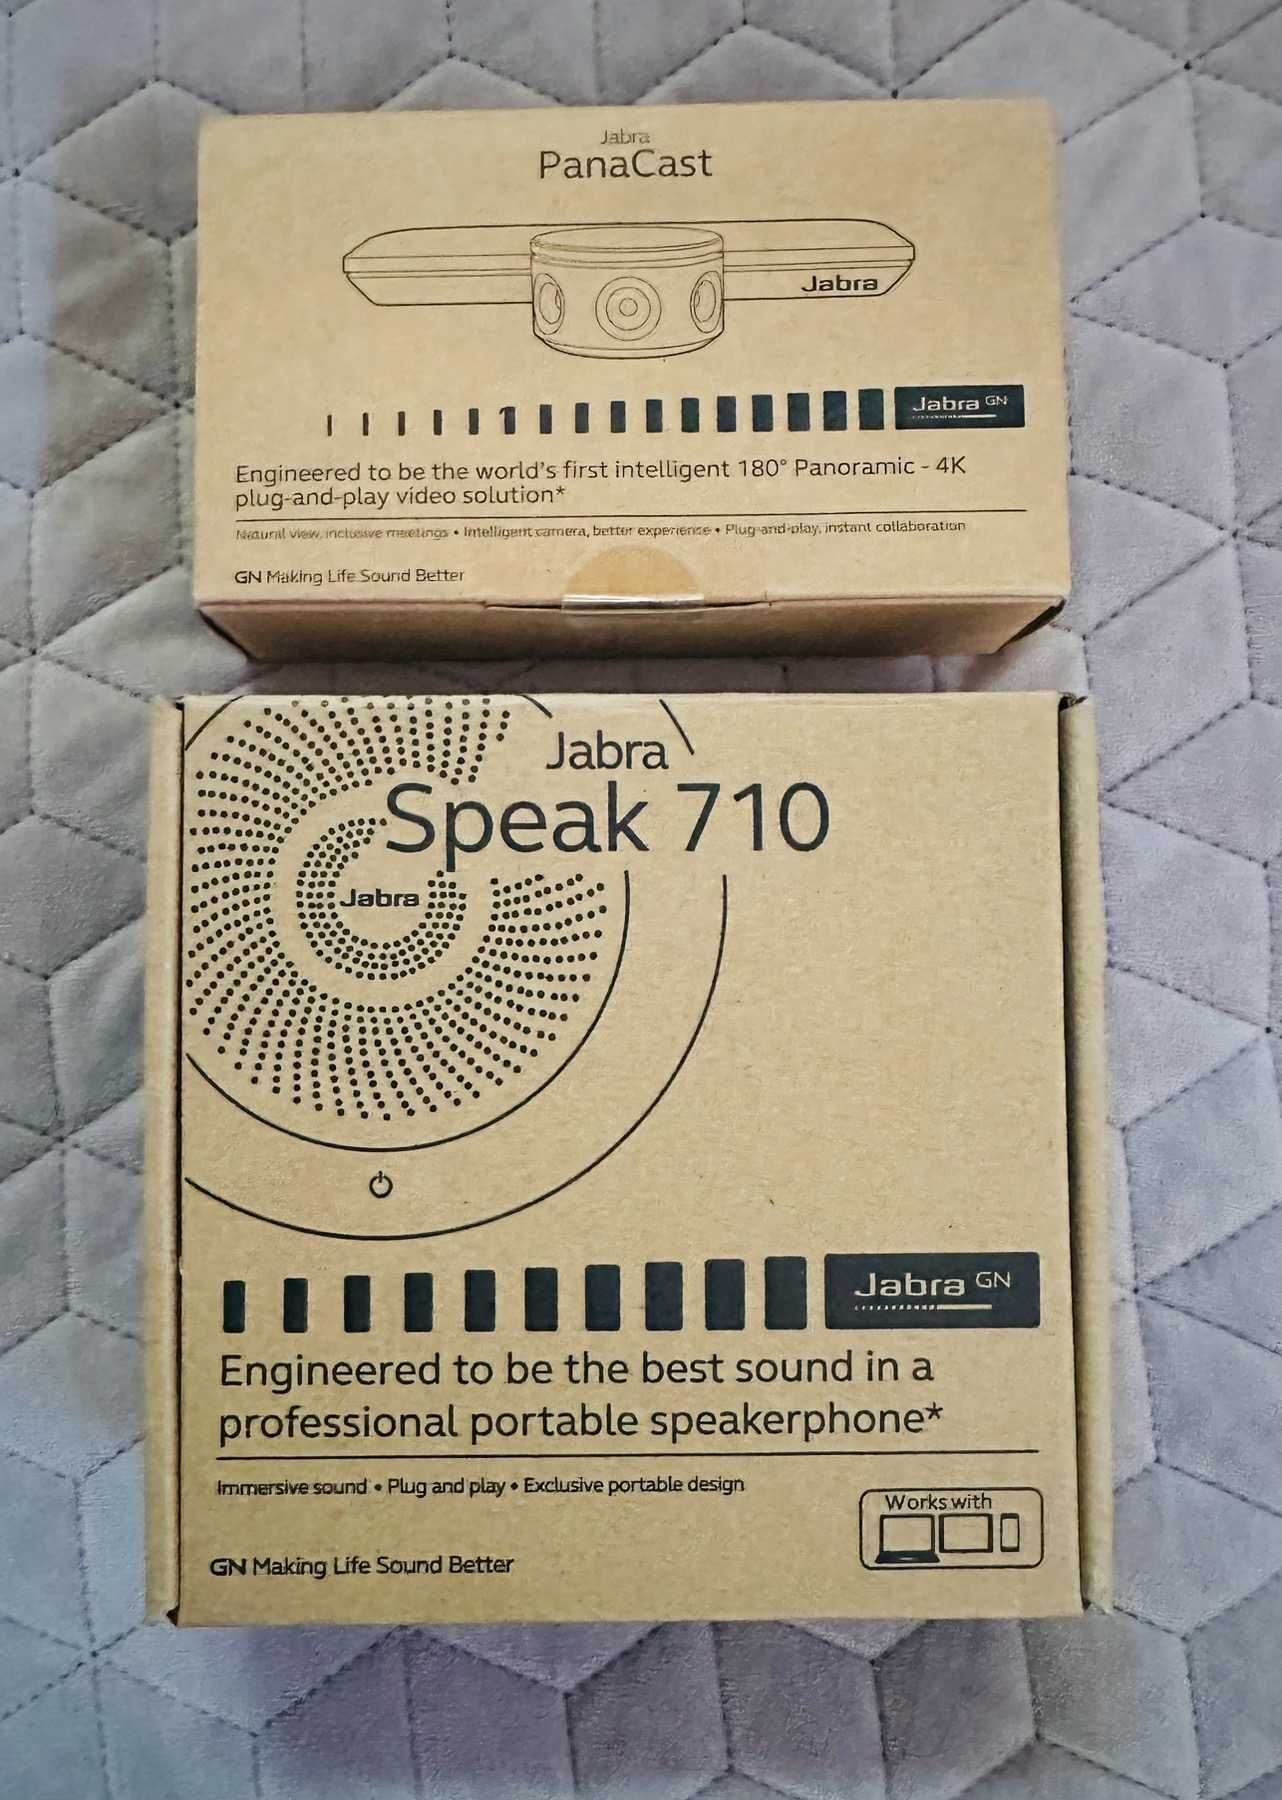 Jabra
PanaCast
Jabra
Jabra GN
Engineered to be the world's first intelligent 180° Panoramic - 4K
plug-and-play video solution*
Natural view, inclusive meetings • Intelligent camera, better experience • Plug-and-play, instant collaboration
GN Making Life Sound Better
Jabra
Speak 710
Jabra
Jabra GN
Engineered to be the best sound in a
professional portable speakerphone*
Immersive sound • Plug and play • Exclusive portable design
Works with
GN Making Life Sound Better